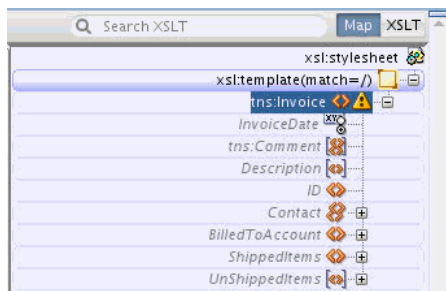 Search XSLT Map XSLT
xsl:stylesheet
xsl:template(match=/)
tns:Invoice
InvoiceDate
tns:Comment
Description
ID
Contact
BilledToAccount
ShippedItems
UnShippedItems